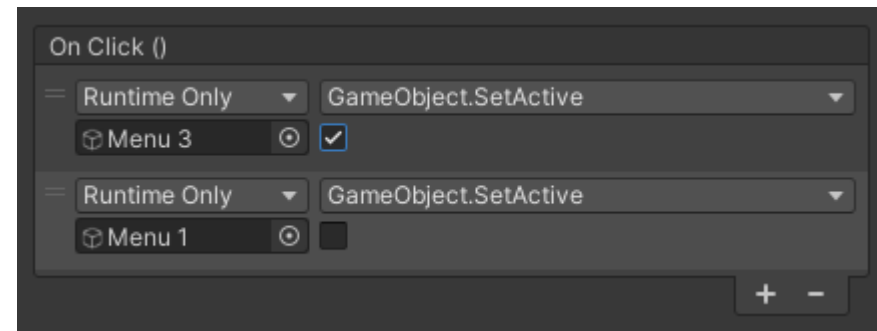 On Click ()
Runtime Only GameObject.SetActive
Menu 3
Runtime Only GameObject.SetActive
Menu 1
+ -